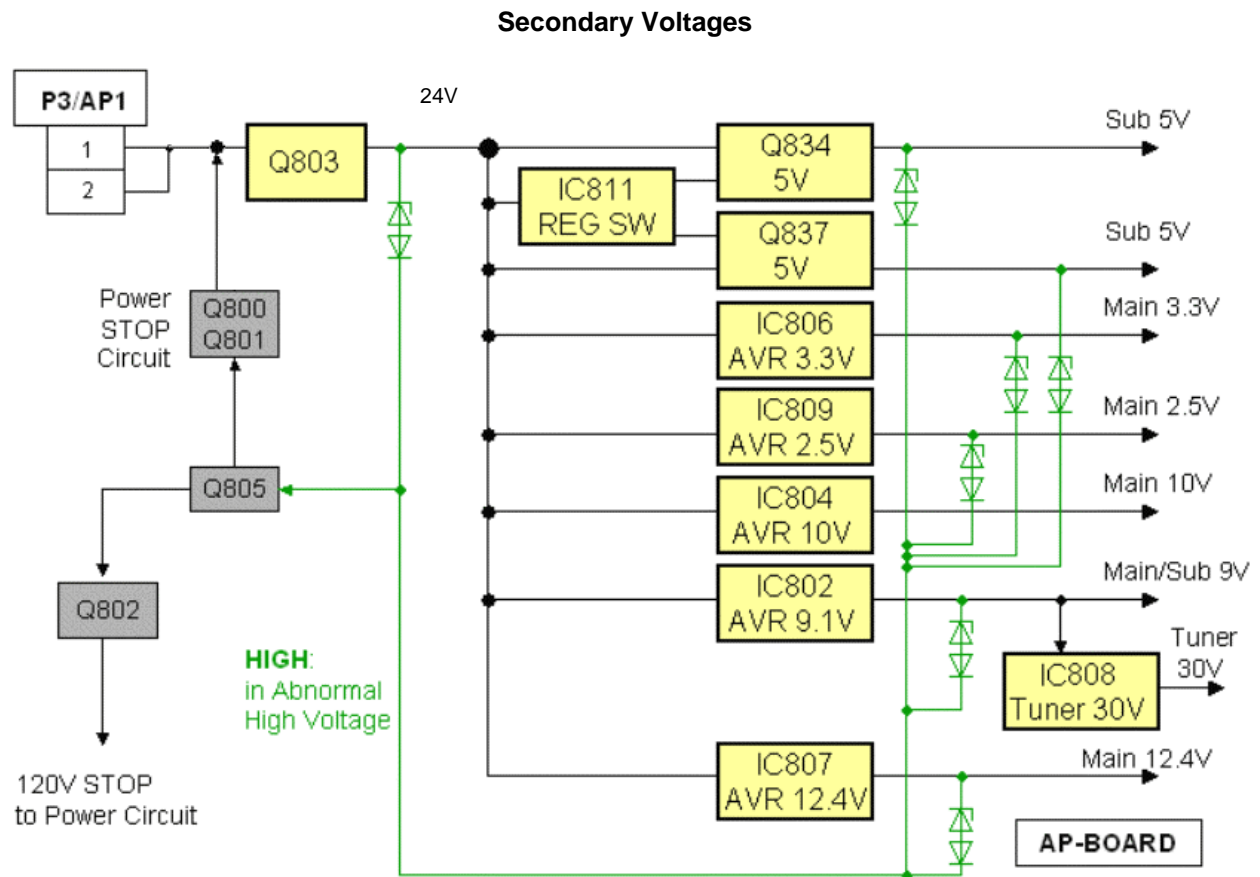 Secondary Voltages
P3/AP1
1
2
24V
Q803
Q834
5V
Sub 5V
IC811
REG SW
Q837
5V
Sub 5V
Power
STOP
Circuit
Q800
Q801
IC806
AVR 3.3V
Main 3.3V
IC809
AVR 2.5V
Main 2.5V
Q805
IC804
AVR 10V
Main 10V
Q802
IC802
AVR 9.1V
Main/Sub 9V
HIGH:
in Abnormal
High Voltage
IC808
Tuner 30V
Tuner
30V
120V STOP
to Power Circuit
IC807
AVR 12.4V
Main 12.4V
AP-BOARD